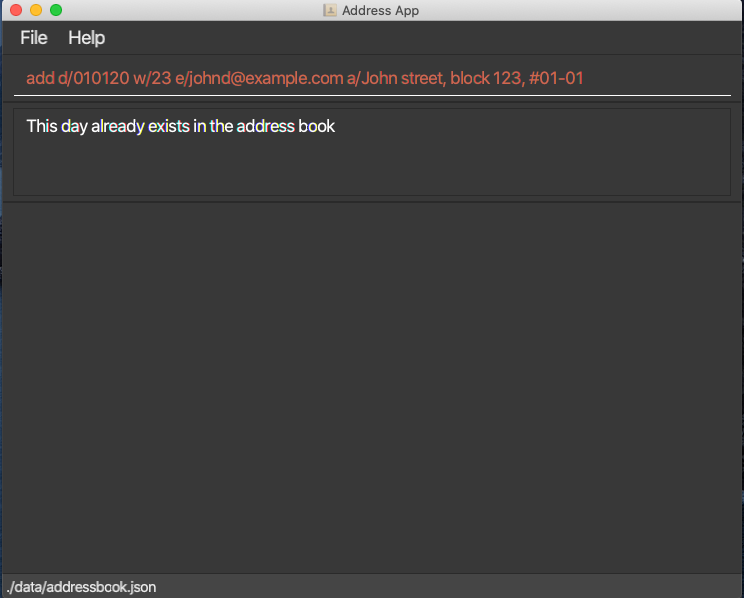 Address App
File Help
add d/010120 w/23 e/johnd@example.com a/John street, block 123, #01-01
This day already exists in the address book
./data/addressbook.json